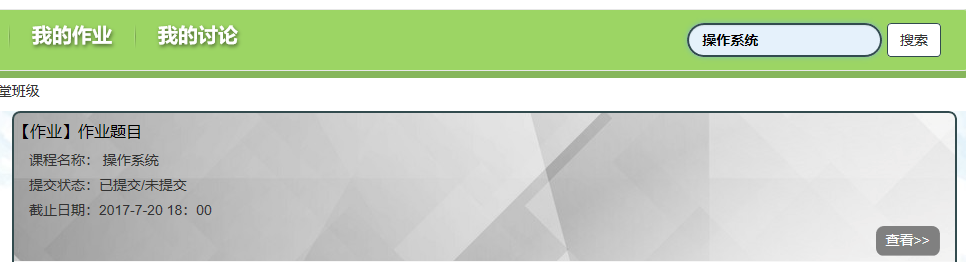 我的作业 我的讨论 操作系统 搜索
堂班级
【作业】作业题目
课程名称： 操作系统
提交状态：已提交/未提交
截止日期：2017-7-20 18：00
查看>>